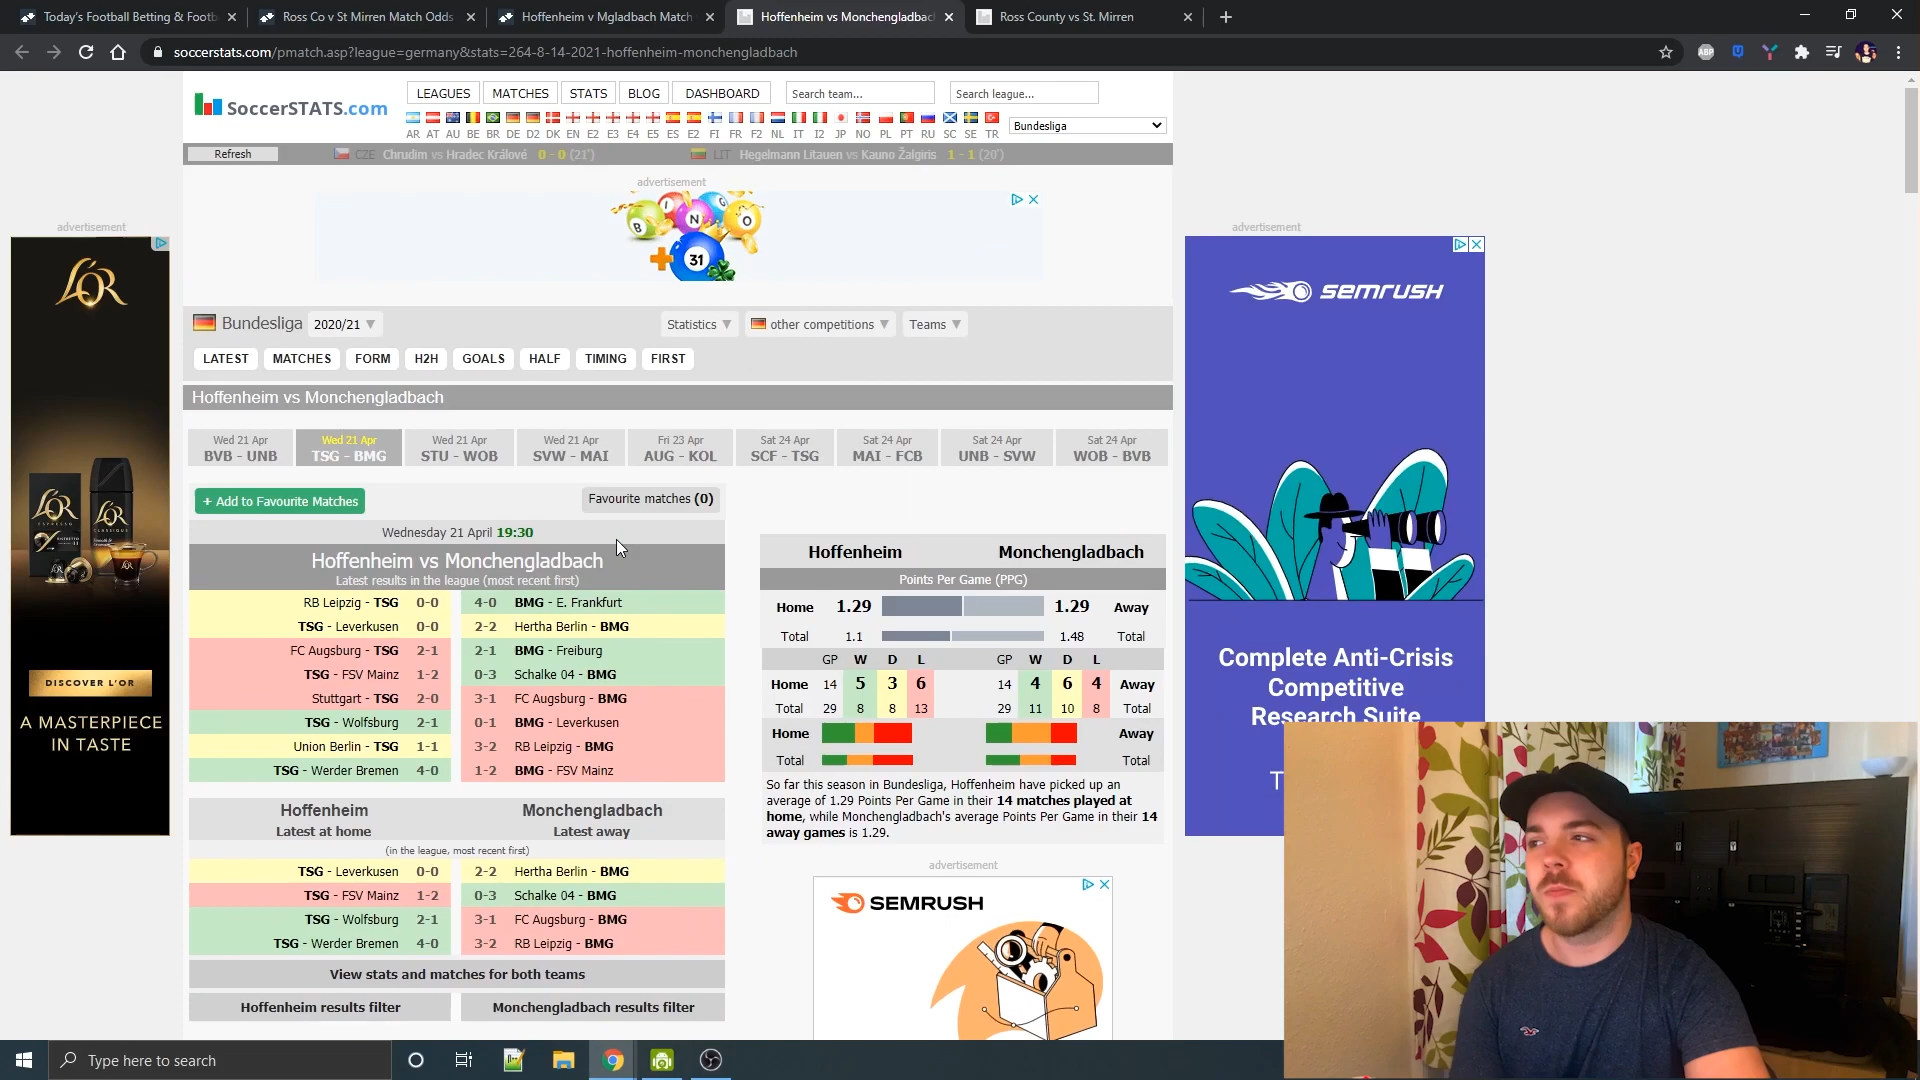 Today's Football Betting & Footb
Ross Co v St Mirren Match Odds
Hoffenheim v Mgladbach Match
Hoffenheim vs Monchengladbach
Ross County vs St. Mirren
soccerstats.com/pmatch.asp?league=germany&stats=264-8-14-2021-hoffenheim-monchengladbach
ABP
SoccerSTATS.com
LEAGUES MATCHES STATS BLOG DASHBOARD Search team... Search league...
AR AT AU BE BR DE D2 DK EN E2 E3 E4 E5 ES E2 FI FR F2 NL IT I2 JP NO PL PT RU SC SE TR
Bundesliga
Refresh CZE Chrudim vs Hradec Králové 0 - 0 (21') LIT Hegelmann Litauen vs Kauno Žalgiris 1 - 1 (20')
advertisement
B I N G O
31
advertisement
L'OR
L'OR
L'OR
DISCOVER L'OR
A MASTERPIECE
IN TASTE
Bundesliga 2020/21 Statistics other competitions Teams
LATEST MATCHES FORM H2H GOALS HALF TIMING FIRST
Hoffenheim vs Monchengladbach
Wed 21 Apr Wed 21 Apr Wed 21 Apr Wed 21 Apr Fri 23 Apr Sat 24 Apr Sat 24 Apr Sat 24 Apr Sat 24 Apr
BVB - UNB TSG - BMG STU - WOB SVW - MAI AUG - KOL SCF - TSG MAI - FCB UNB - SVW WOB - BVB
+ Add to Favourite Matches Favourite matches (0)
Wednesday 21 April 19:30
Hoffenheim vs Monchengladbach
Latest results in the league (most recent first)
RB Leipzig - TSG 0-0 4-0 BMG - E. Frankfurt
TSG - Leverkusen 0-0 2-2 Hertha Berlin - BMG
FC Augsburg - TSG 2-1 2-1 BMG - Freiburg
TSG - FSV Mainz 1-2 0-3 Schalke 04 - BMG
Stuttgart - TSG 2-0 3-1 FC Augsburg - BMG
TSG - Wolfsburg 2-1 0-1 BMG - Leverkusen
Union Berlin - TSG 1-1 3-2 RB Leipzig - BMG
TSG - Werder Bremen 4-0 1-2 BMG - FSV Mainz
Hoffenheim Monchengladbach
Latest at home Latest away
(in the league, most recent first)
TSG - Leverkusen 0-0 2-2 Hertha Berlin - BMG
TSG - FSV Mainz 1-2 0-3 Schalke 04 - BMG
TSG - Wolfsburg 2-1 3-1 FC Augsburg - BMG
TSG - Werder Bremen 4-0 3-2 RB Leipzig - BMG
View stats and matches for both teams
Hoffenheim results filter Monchengladbach results filter
Hoffenheim Monchengladbach
Points Per Game (PPG)
Home 1.29 1.29 Away
Total 1.1 1.48 Total
GP W D L GP W D L
Home 14 5 3 6 14 4 6 4 Away
Total 29 8 8 13 29 11 10 8 Total
Home Away
Total Total
So far this season in Bundesliga, Hoffenheim have picked up an
average of 1.29 Points Per Game in their 14 matches played at
home, while Monchengladbach's average Points Per Game in their 14
away games is 1.29.
advertisement
SEMRUSH
advertisement
SEMRUSH
Complete Anti-Crisis
Competitive
Research Suite
T
Type here to search